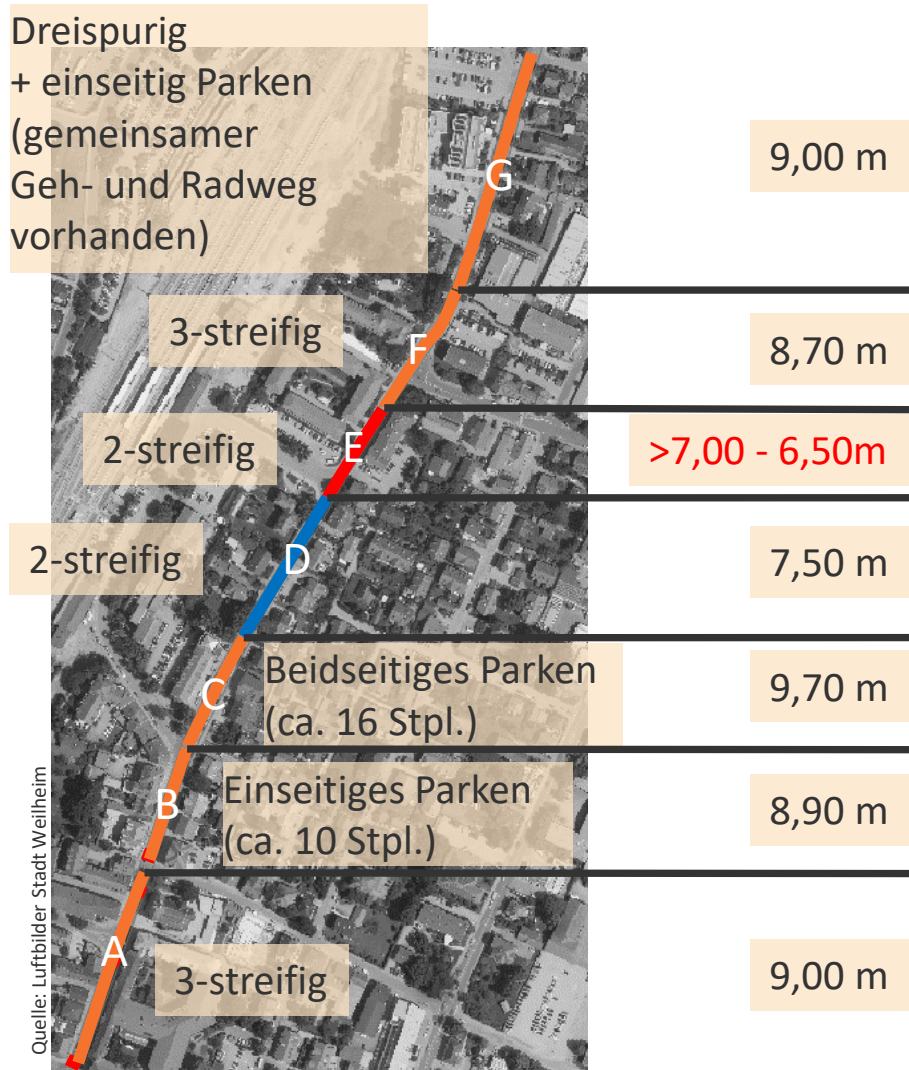 Dreispurig
+ einseitig Parken
(gemeinsamer
Geh- und Radweg
vorhanden)
G
9,00 m
3-streifig
F
8,70 m
2-streifig
E
>7,00 - 6,50m
2-streifig
D
7,50 m
C
Beidseitiges Parken
(ca. 16 Stpl.)
9,70 m
B
Einseitiges Parken
(ca. 10 Stpl.)
8,90 m
A
3-streifig
9,00 m
Quelle: Luftbilder Stadt Weilheim